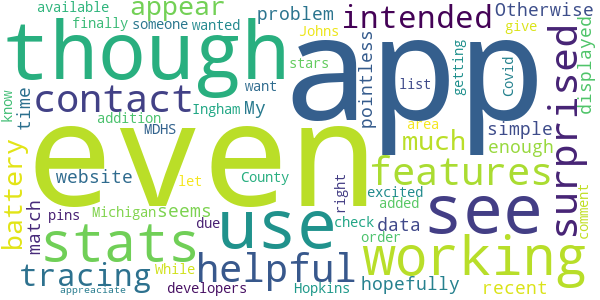 available someone wanted
finally appear problem intended Otherwise
though app Johns fusing
stars want
contact My pointless list getting covid surprised displayed
know time Ingham
addition MDHS
even see
simple enough
battery much area
website use features
stats County
match seems let
pins Michigan excited right check added
due data working
While order
tracing helpful hopefully recent comment
developers Hopkins
appreaciate give